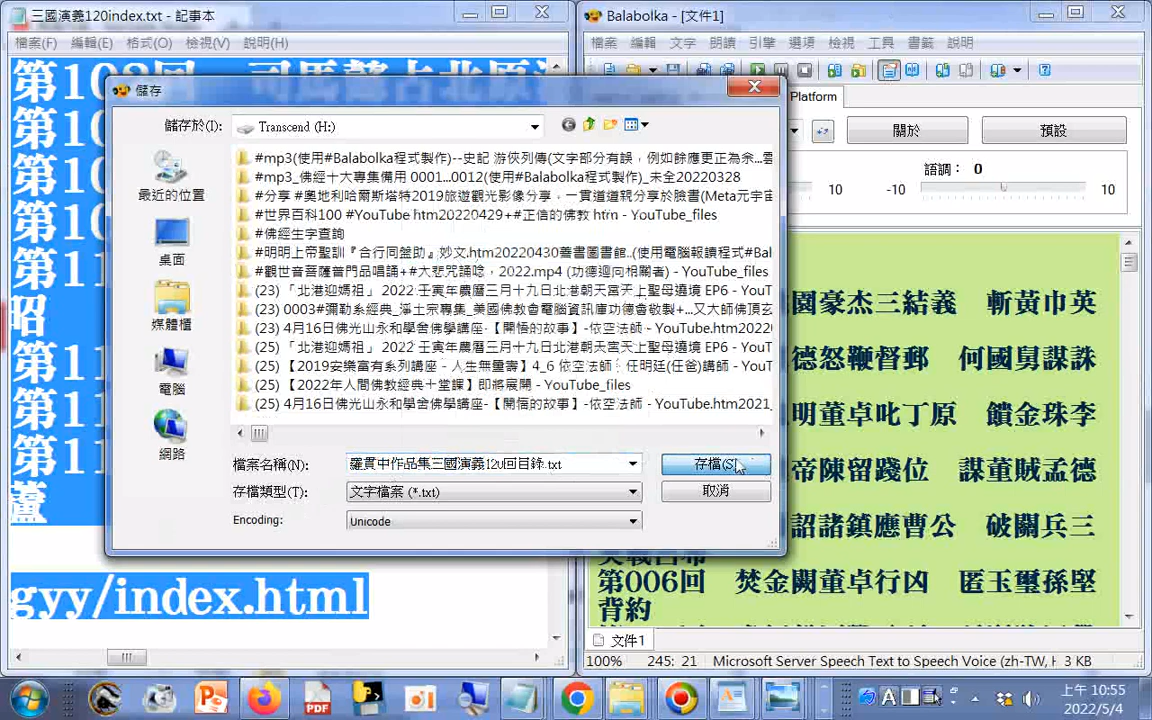 三國演義120index.txt - 記事本
檔案(F) 編輯(E) 格式(O) 檢視(V) 說明(H)
Balabolka - [文件1]
檔案 編輯 文字 朗讀 引擎 選項 檢視 工具 書籤 說明
Platform
關於
預設
語調： 0
10 -10 10
儲存
儲存於(I):
Transcend (H:)
最近的位置
桌面
媒體櫃
電腦
網路
#mp3(使用#Balabolka程式製作)--史記 游俠列傳(文字部分有誤，例如餘應更正為余...
#mp3_佛經十大專集備用 0001...0012(使用#Balabolka程式製作)_未全20220328
#分享 #奧地利哈爾斯塔特2019旅遊觀光影像分享，一貫道道親分享於臉書(Meta元宇宙
#世界百科100 #YouTube htm20220429+#正信的佛教 htm - YouTube_files
#佛經生字查詢
#明明上帝聖訓『合行同盤助』妙文.htm20220430善書圖書館..(使用電腦報讀程式#Bal
#觀世音菩薩普門品唱誦+#大悲咒誦唸，2022.mp4 (功德迴向相關者) - YouTube_files
(23) 「北港迎媽祖」 2022 壬寅年農曆三月十九日北港朝天宮天上聖母遶境 EP6 - YouT
(23) 0003#彌勒系經典_淨土宗專集_美國佛教會電腦資訊庫功德會敬製+...又大師佛頂玄
(23) 4月16日佛光山永和學舍佛學講座-【開悟的故事】-依空法師 - YouTube.htm2022
(25) 「北港迎媽祖」 2022 壬寅年農曆三月十九日北港朝天宮天上聖母遶境 EP6 - YouT
(25) 【2019安樂富有系列講座 - 人生無量壽】4_6 依空法師：任明廷(任爸)講師 - YouT
(25) 【2022年人間佛教經典十堂課】即將展開 - YouTube_files
(25) 4月16日佛光山永和學舍佛學講座-【開悟的故事】-依空法師 - YouTube.htm2021_
檔案名稱(N):
羅貫中作品集三國演義120回目錄.txt
存檔(S)
存檔類型(T):
文字檔案 (*.txt)
取消
Encoding:
Unicode
昭
蘆
gyy/index.html
園豪杰三結義 斬黃巾英
德怒鞭督郵 何國舅謀誅
明董卓叱丁原 饋金珠李
帝陳留踐位 謀董賊孟德
詔諸鎮應曹公 破關兵三
第006回 焚金闕董卓行凶 匿玉璽孫堅
背約
文件1
100% 245: 21 Microsoft Server Speech Text to Speech Voice (zh-TW, H 3 KB
上午 10:55
2022/5/4